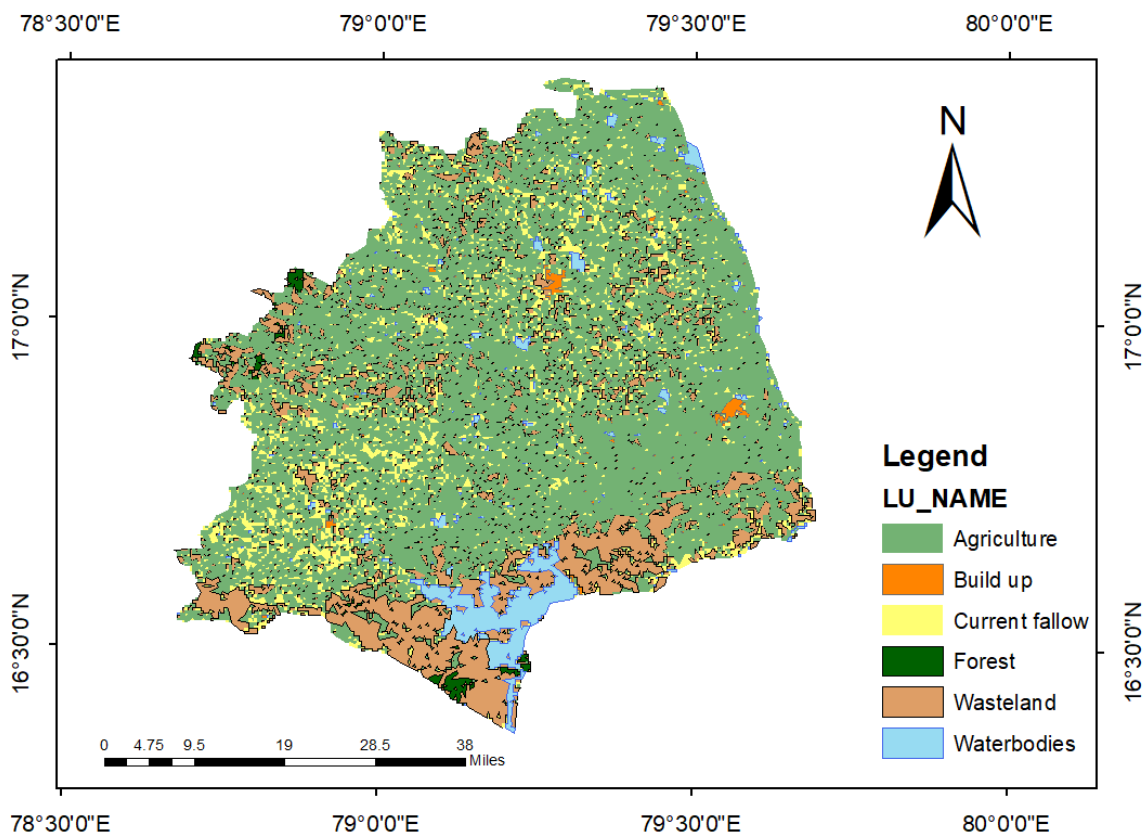 78°30'0"E 79°0'0"E 79°30'0"E 80°0'0"E
N
17°0'0"N
17°0'0"N
16°30'0"N
16°30'0"N
Legend
LU_NAME
Agriculture
Build up
Current fallow
Forest
Wasteland
Waterbodies
0 4.75 9.5 19 28.5 38
Miles
78°30'0"E 79°0'0"E 79°30'0"E 80°0'0"E